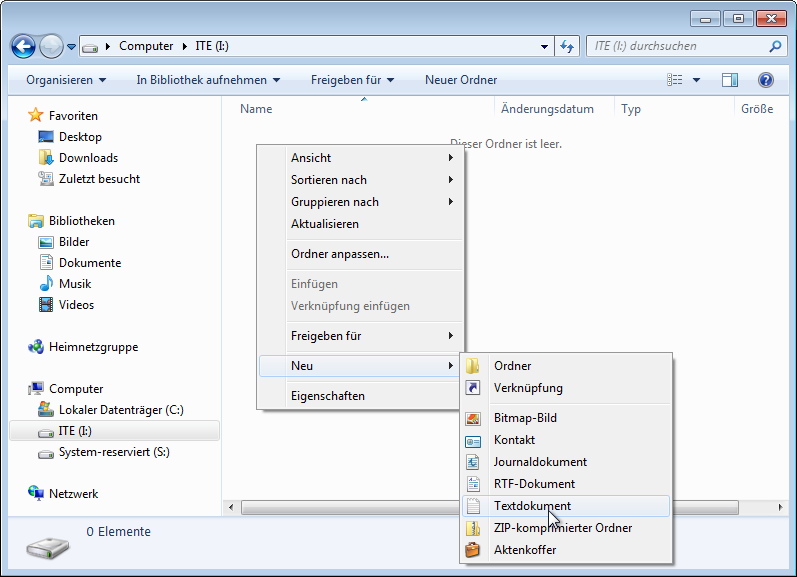 Computer ITE (I:)
ITE (I:) durchsuchen
Organisieren In Bibliothek aufnehmen Freigeben für Neuer Ordner
Name Änderungsdatum Typ Größe
Dieser Ordner ist leer.
Favoriten
Desktop
Downloads
Zuletzt besucht
Bibliotheken
Bilder
Dokumente
Musik
Videos
Heimnetzgruppe
Computer
Lokaler Datenträger (C:)
ITE (I:)
System-reserviert (S:)
Netzwerk
Ansicht
Sortieren nach
Gruppieren nach
Aktualisieren
Ordner anpassen...
Einfügen
Verknüpfung einfügen
Freigeben für
Neu
Eigenschaften
Ordner
Verknüpfung
Bitmap-Bild
Kontakt
Journaldokument
RTF-Dokument
Textdokument
ZIP-komprimierter Ordner
Aktenkoffer
0 Elemente